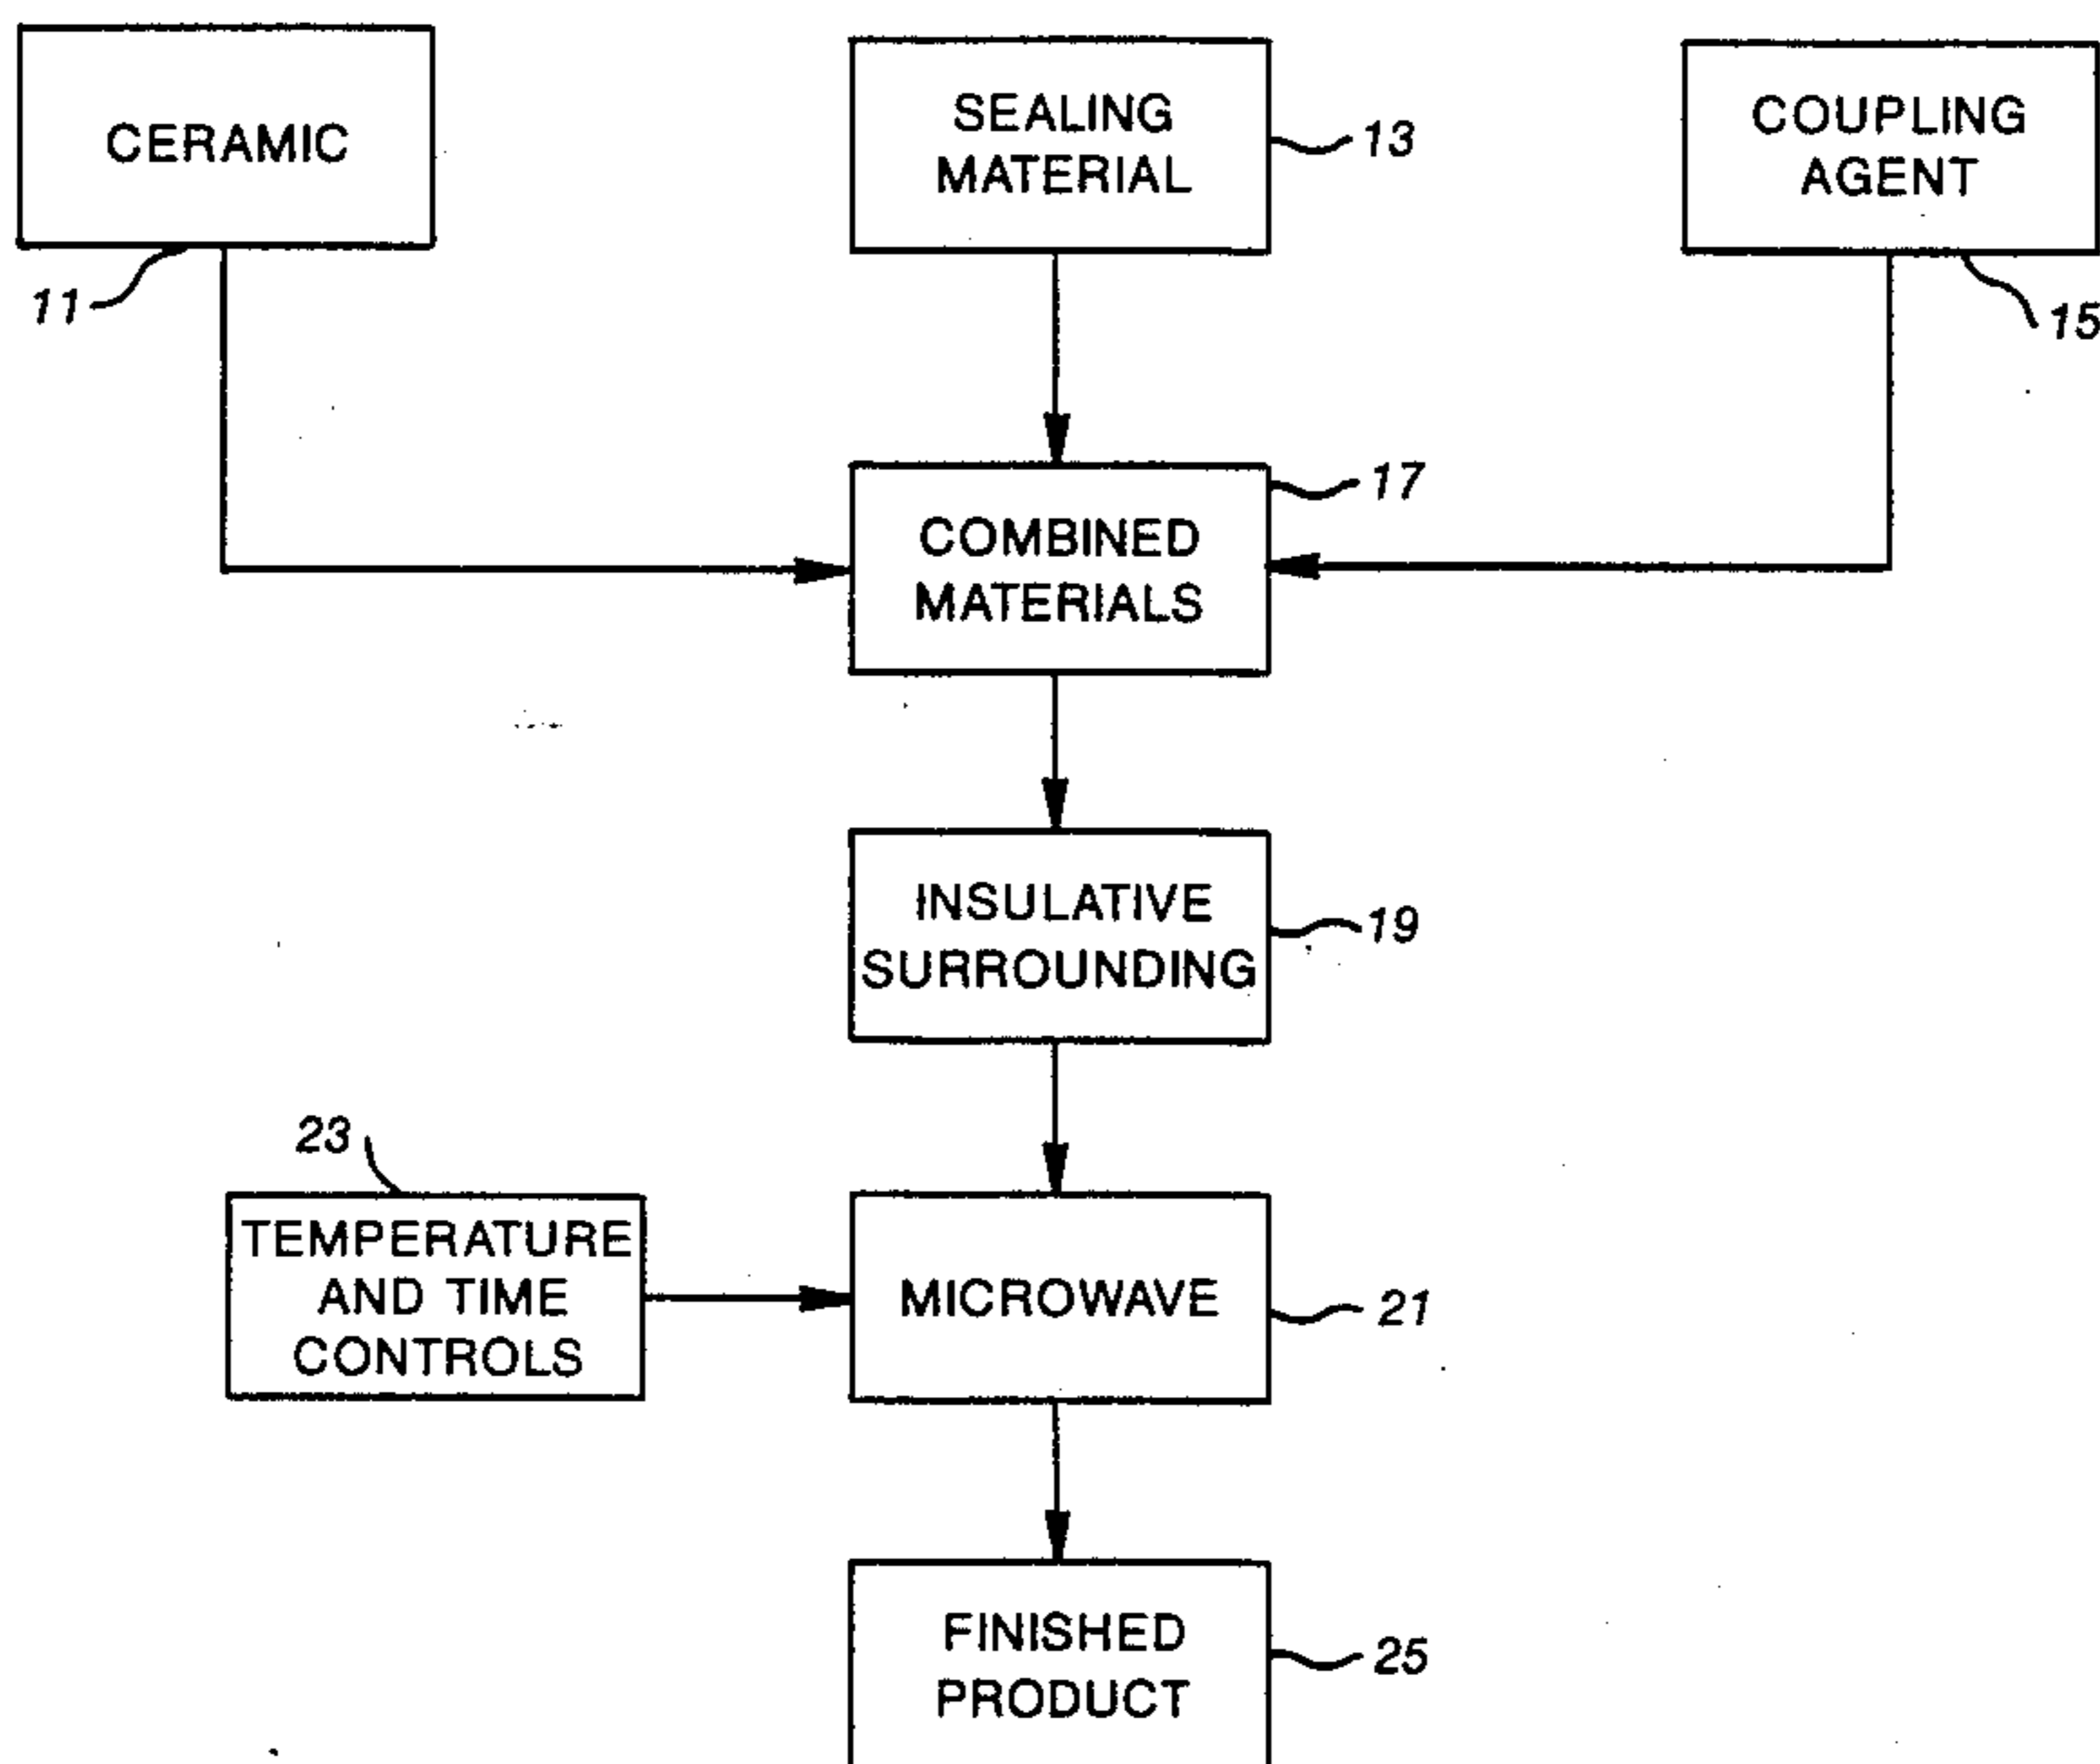 CERAMIC
11
SEALING
MATERIAL
13
COUPLING
AGENT
15
COMBINED
MATERIALS
17
INSULATIVE
SURROUNDING
19
23
TEMPERATURE
AND TIME
CONTROLS
MICROWAVE
21
FINISHED
PRODUCT
25